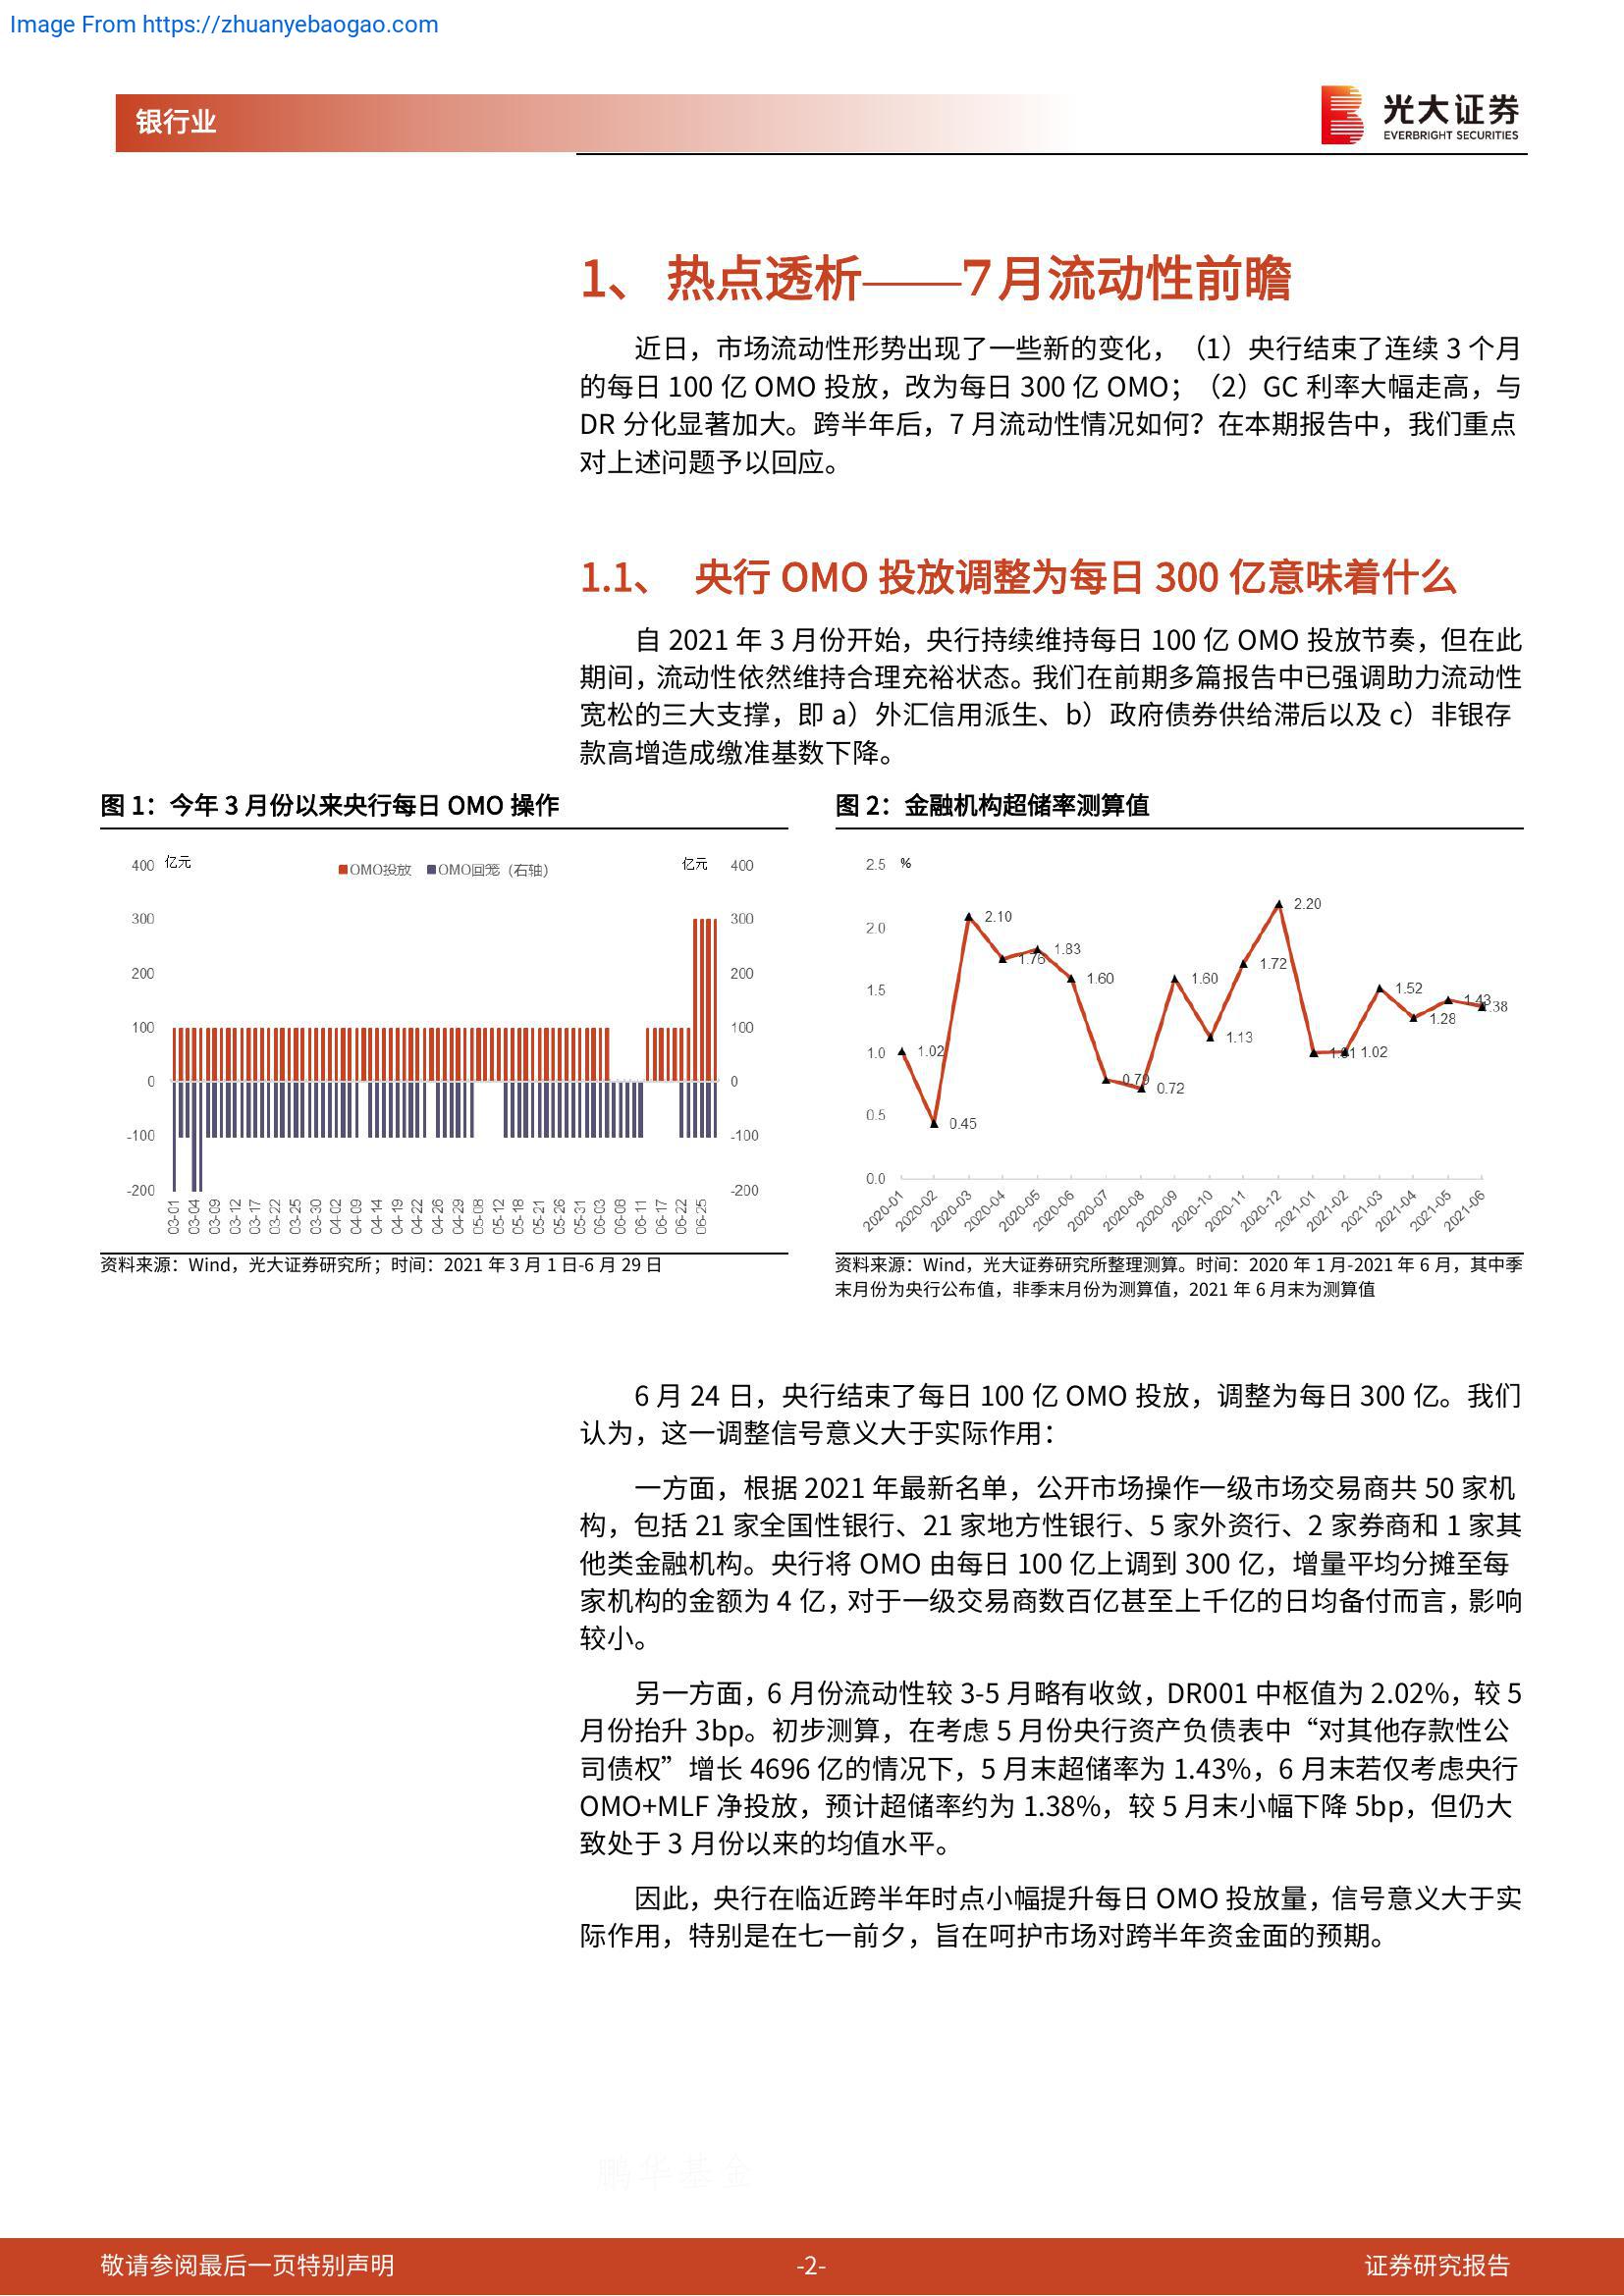 Image From https://zhuanyebaogao.com
银行业
光大证券
EVERBRIGHT SECURITIES
1、 热点透析——7月流动性前瞻
近日，市场流动性形势出现了一些新的变化，（1）央行结束了连续 3 个月
的每日 100 亿 OMO 投放，改为每日 300 亿 OMO；（2）GC 利率大幅走高，与
DR 分化显著加大。跨半年后，7 月流动性情况如何？在本期报告中，我们重点
对上述问题予以回应。
1.1、 央行 OMO 投放调整为每日 300 亿意味着什么
自 2021 年 3 月份开始，央行持续维持每日 100 亿 OMO 投放节奏，但在此
期间，流动性依然维持合理充裕状态。我们在前期多篇报告中已强调助力流动性
宽松的三大支撑，即 a）外汇信用派生、b）政府债券供给滞后以及 c）非银存
款高增造成缴准基数下降。
图 1：今年 3 月份以来央行每日 OMO 操作
亿元
OMO投放 OMO回笼（右轴）
亿元
400 400
300 300
200 200
100 100
0 0
-100 -100
-200 -200
03-01 03-04 03-09 03-12 03-17 03-22 03-25 03-30 04-02 04-09 04-14 04-19 04-22 04-26 04-29 05-08 05-12 05-18 05-21 05-26 05-31 06-03 06-08 06-11 06-17 06-22 06-25
资料来源：Wind，光大证券研究所；时间：2021 年 3 月 1 日-6 月 29 日
图 2：金融机构超储率测算值
%
2.5
2.0
1.5
1.0
0.5
0.0
1.02 0.45 2.10 1.76 1.83 1.60 0.79 0.72 1.60 1.13 1.72 2.20 1.02 1.52 1.28 1.43 1.38
2020-01 2020-02 2020-03 2020-04 2020-05 2020-06 2020-07 2020-08 2020-09 2020-10 2020-11 2020-12 2021-01 2021-02 2021-03 2021-04 2021-05 2021-06
资料来源：Wind，光大证券研究所整理测算。时间：2020 年 1 月-2021 年 6 月，其中季
末月份为央行公布值，非季末月份为测算值，2021 年 6 月末为测算值
6 月 24 日，央行结束了每日 100 亿 OMO 投放，调整为每日 300 亿。我们
认为，这一调整信号意义大于实际作用：
一方面，根据 2021 年最新名单，公开市场操作一级市场交易商共 50 家机
构，包括 21 家全国性银行、21 家地方性银行、5 家外资行、2 家券商和 1 家其
他类金融机构。央行将 OMO 由每日 100 亿上调到 300 亿，增量平均分摊至每
家机构的金额为 4 亿，对于一级交易商数百亿甚至上千亿的日均备付而言，影响
较小。
另一方面，6 月份流动性较 3-5 月略有收敛，DR001 中枢值为 2.02%，较 5
月份抬升 3bp。初步测算，在考虑 5 月份央行资产负债表中“对其他存款性公
司债权”增长 4696 亿的情况下，5 月末超储率为 1.43%，6 月末若仅考虑央行
OMO+MLF 净投放，预计超储率约为 1.38%，较 5 月末小幅下降 5bp，但仍大
致处于 3 月份以来的均值水平。
因此，央行在临近跨半年时点小幅提升每日 OMO 投放量，信号意义大于实
际作用，特别是在七一前夕，旨在呵护市场对跨半年资金面的预期。
敬请参阅最后一页特别声明
-2-
证券研究报告